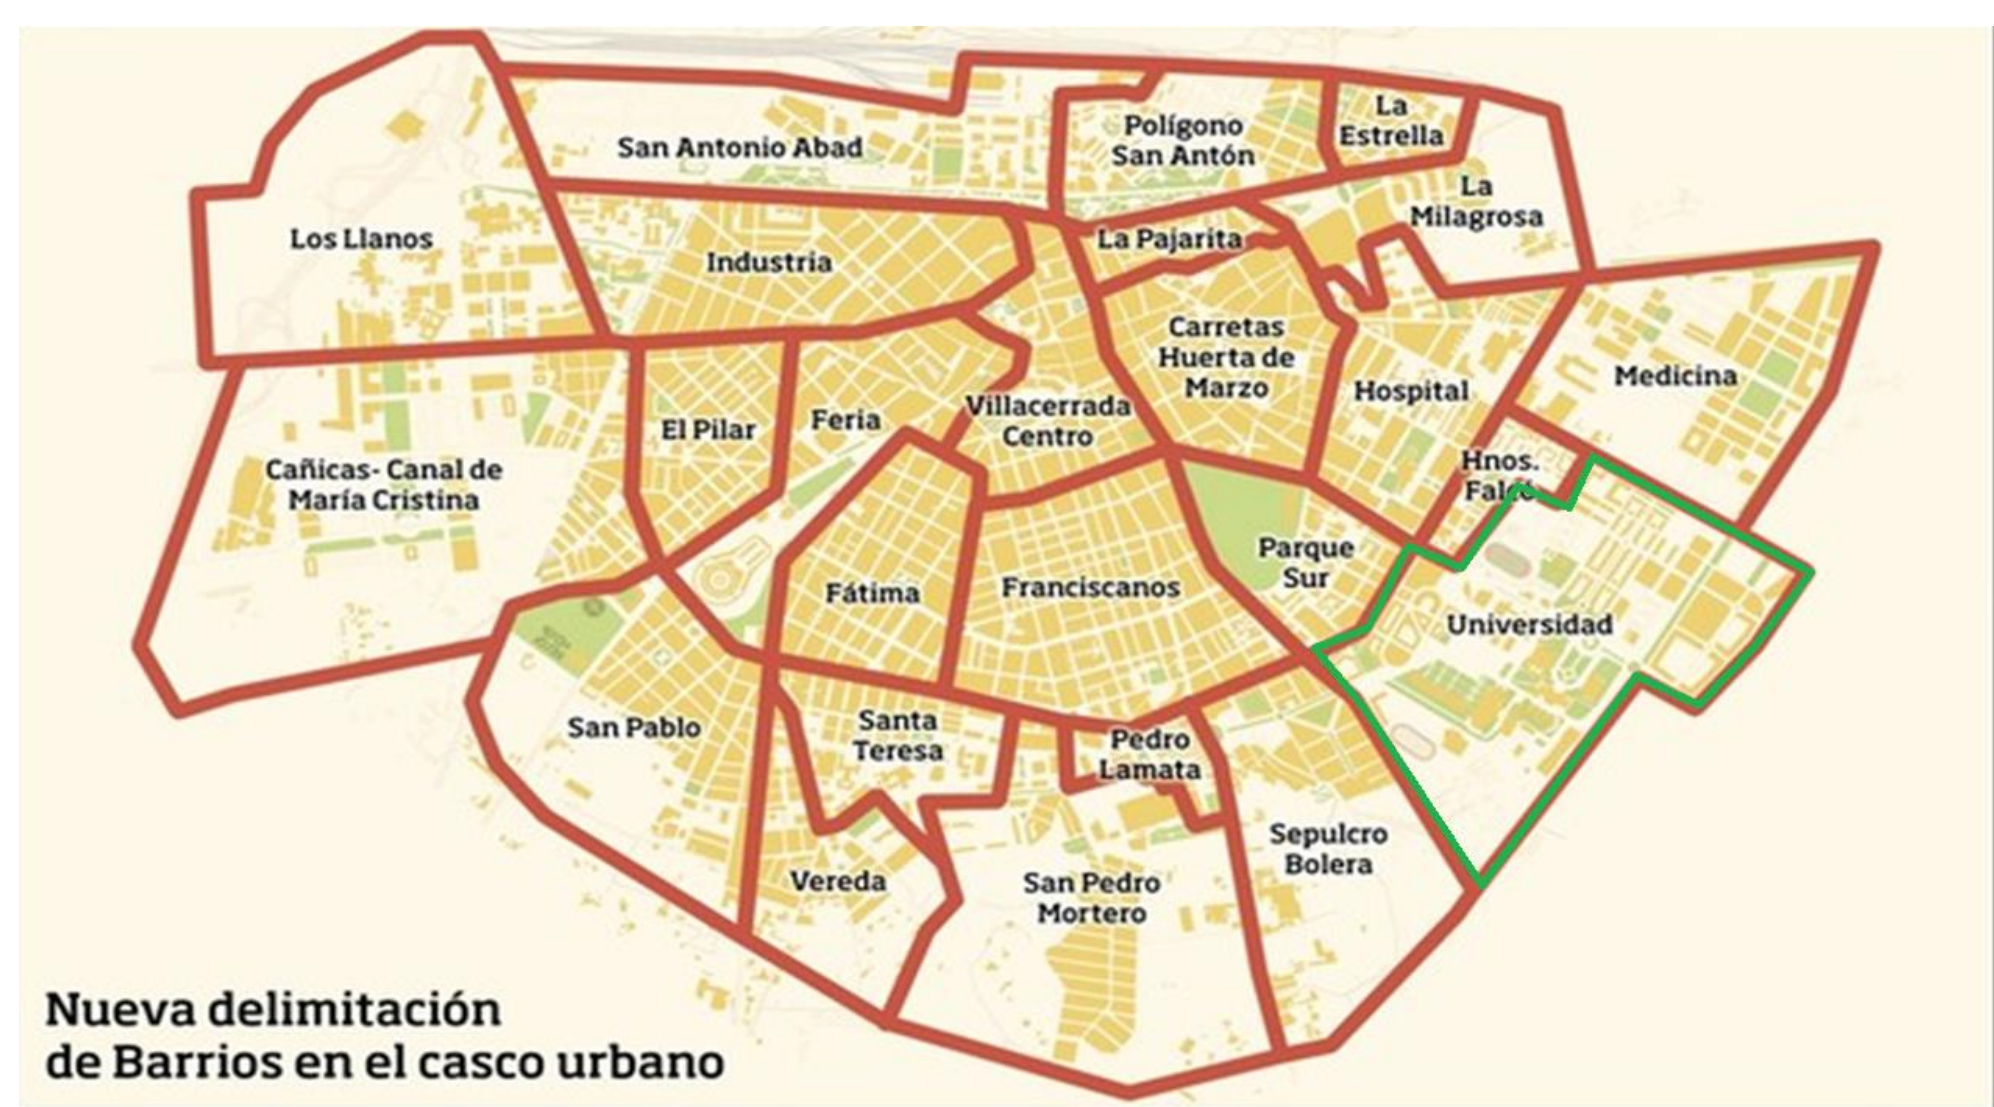 San Antonio Abad
Polígono
San Antón
La
Estrella
La
Milagrosa
Los Llanos
Industria
La Pajarita
Carretas
Huerta de
Marzo
Hospital
Medicina
El Pilar
Feria
Villacerrada
Centro
Cañicas- Canal de
María Cristina
Hnos.
Falcó
Parque
Sur
Fátima
Franciscanos
Universidad
San Pablo
Santa
Teresa
Pedro
Lamata
Sepulcro
Bolera
Vereda
San Pedro
Mortero
Nueva delimitación
de Barrios en el casco urbano